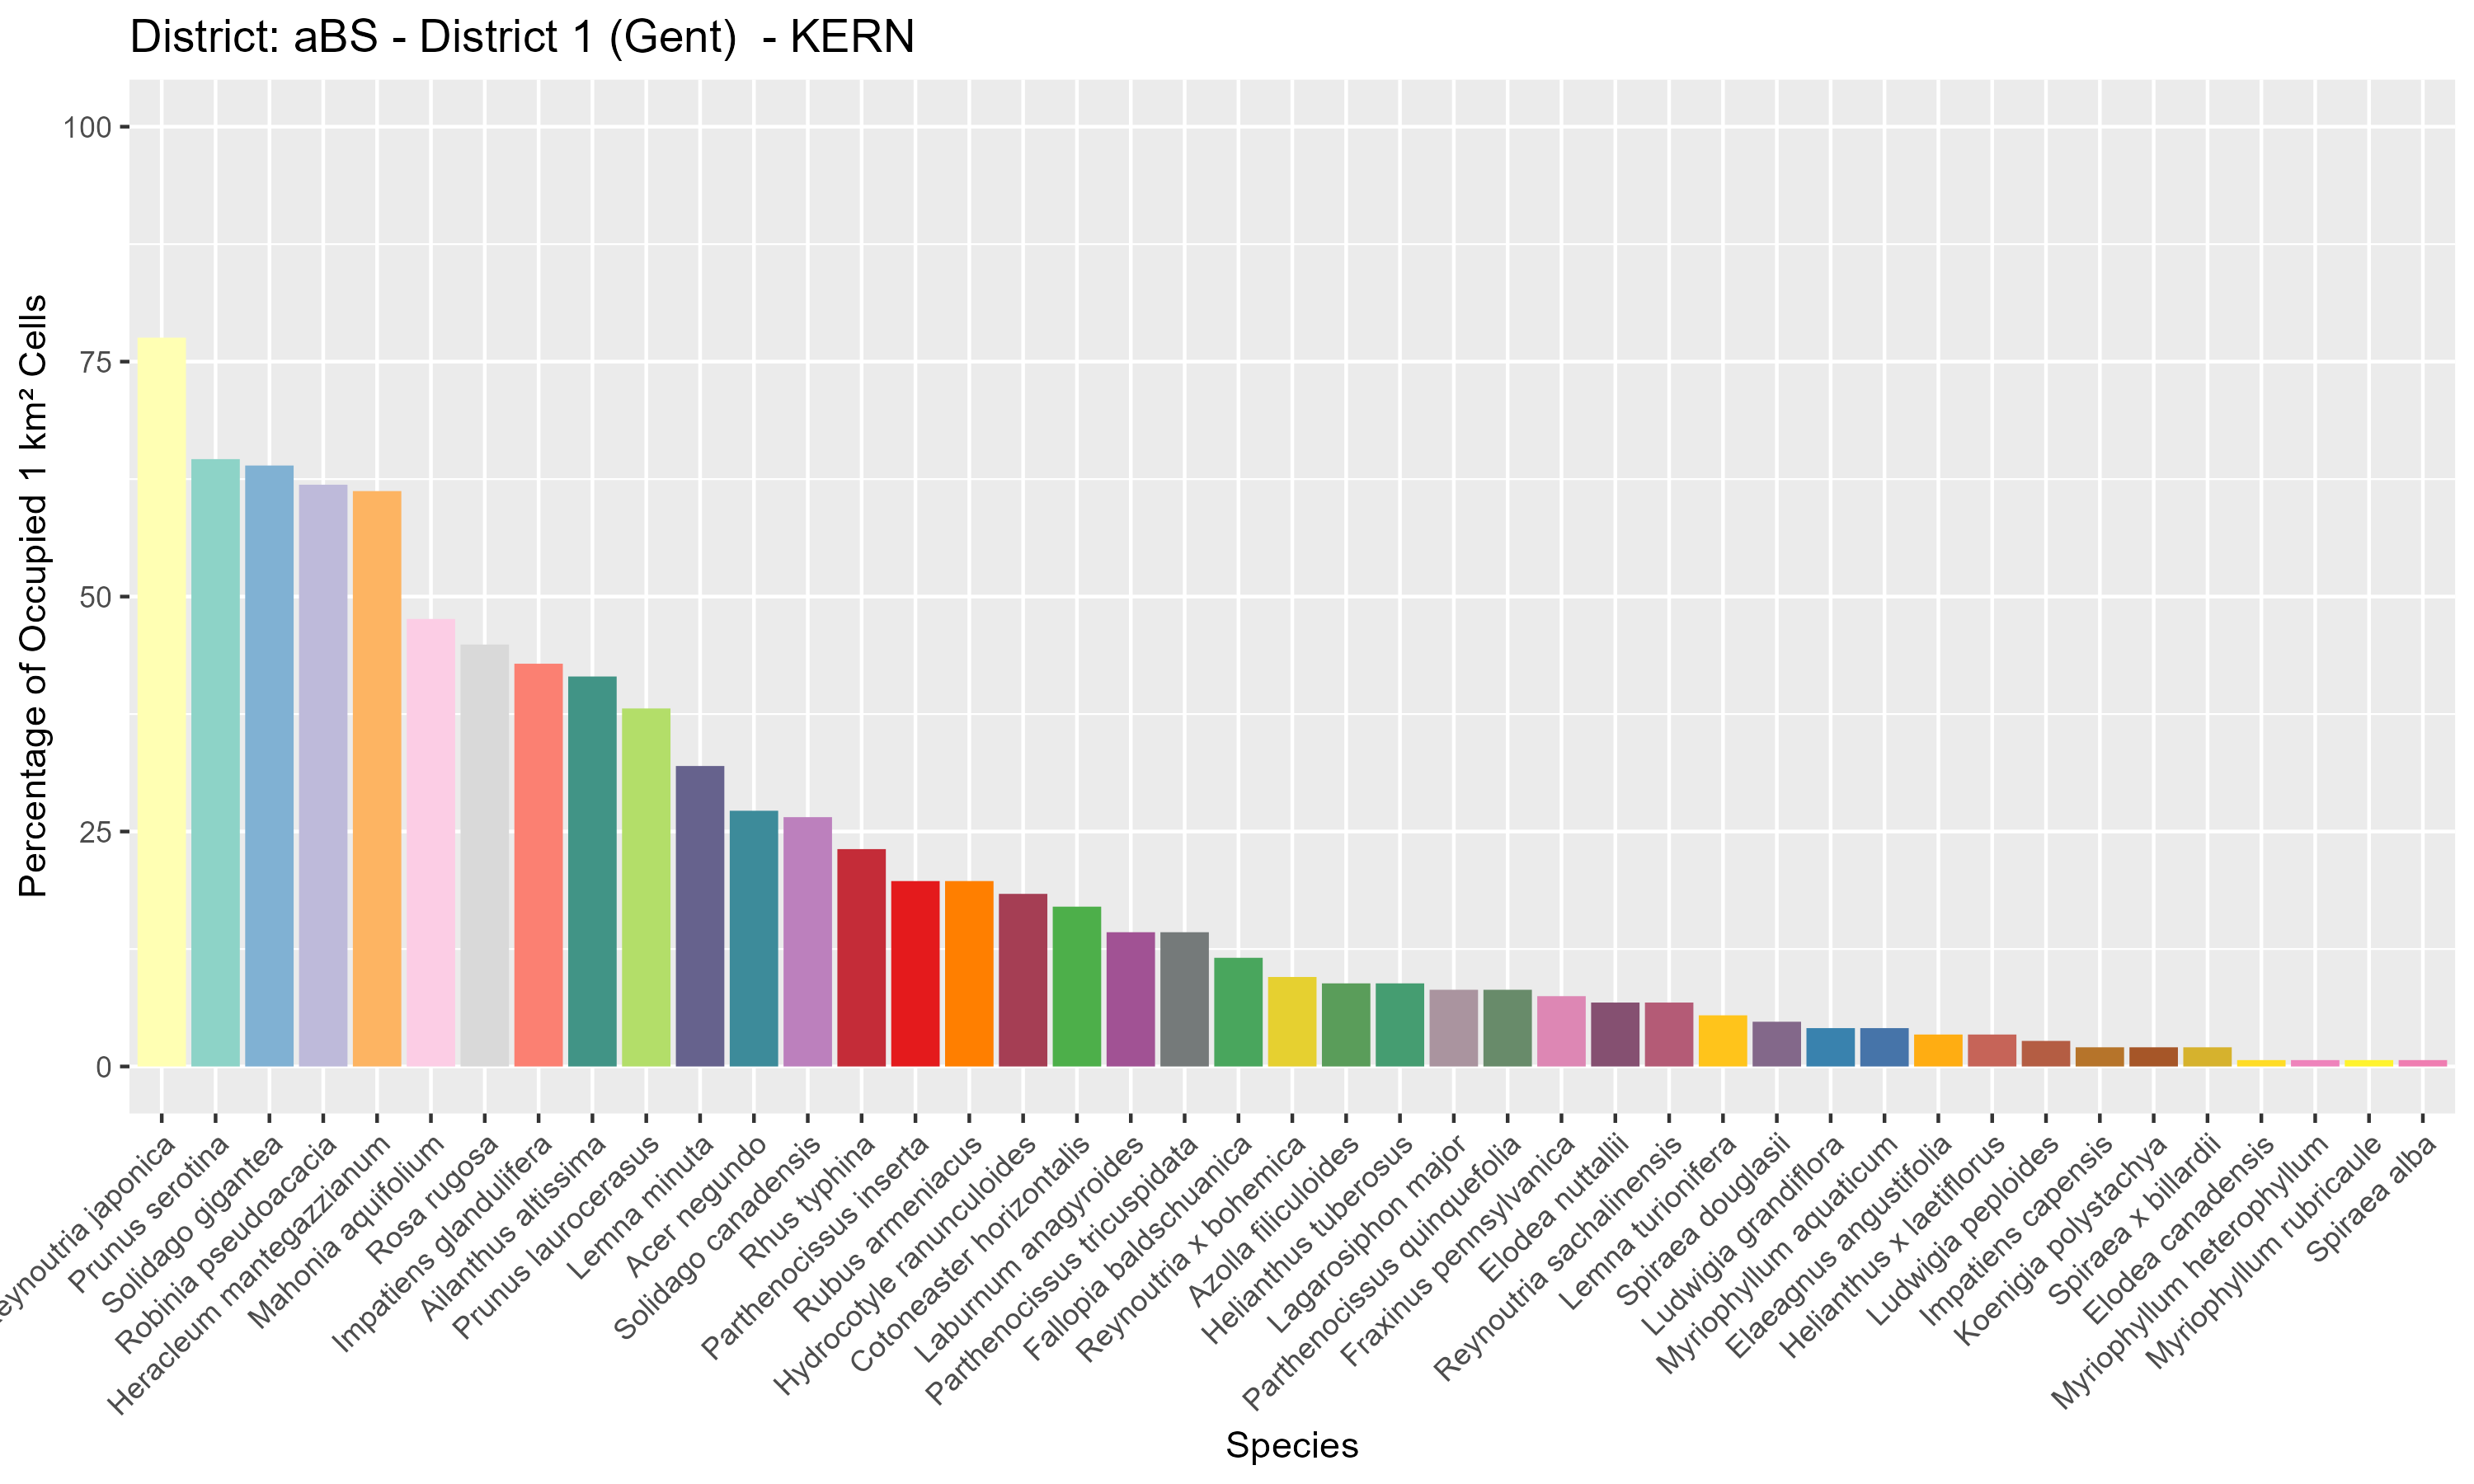 District: aBS - District 1 (Gent)  - KERN
Percentage of Occupied 1 km² Cells
100
75
50
25
0
eynoutria japonica
Prunus serotina
Solidago gigantea
Robinia pseudoacacia
Heracleum mantegazzianum
Mahonia aquifolium
Rosa rugosa
Impatiens glandulifera
Ailanthus altissima
Prunus laurocerasus
Lemna minuta
Acer negundo
Solidago canadensis
Rhus typhina
Parthenocissus inserta
Rubus armeniacus
Hydrocotyle ranunculoides
Cotoneaster horizontalis
Laburnum anagyroides
Parthenocissus tricuspidata
Fallopia baldschuanica
Reynoutria x bohemica
Azolla filiculoides
Helianthus tuberosus
Lagarosiphon major
Parthenocissus quinquefolia
Fraxinus pennsylvanica
Elodea nuttallii
Reynoutria sachalinensis
Lemna turionifera
Spiraea douglasii
Ludwigia grandiflora
Myriophyllum aquaticum
Elaeagnus angustifolia
Helianthus x laetiflorus
Ludwigia peploides
Impatiens capensis
Koenigia polystachya
Spiraea x billardii
Elodea canadensis
Myriophyllum heterophyllum
Myriophyllum rubricaule
Spiraea alba
Species